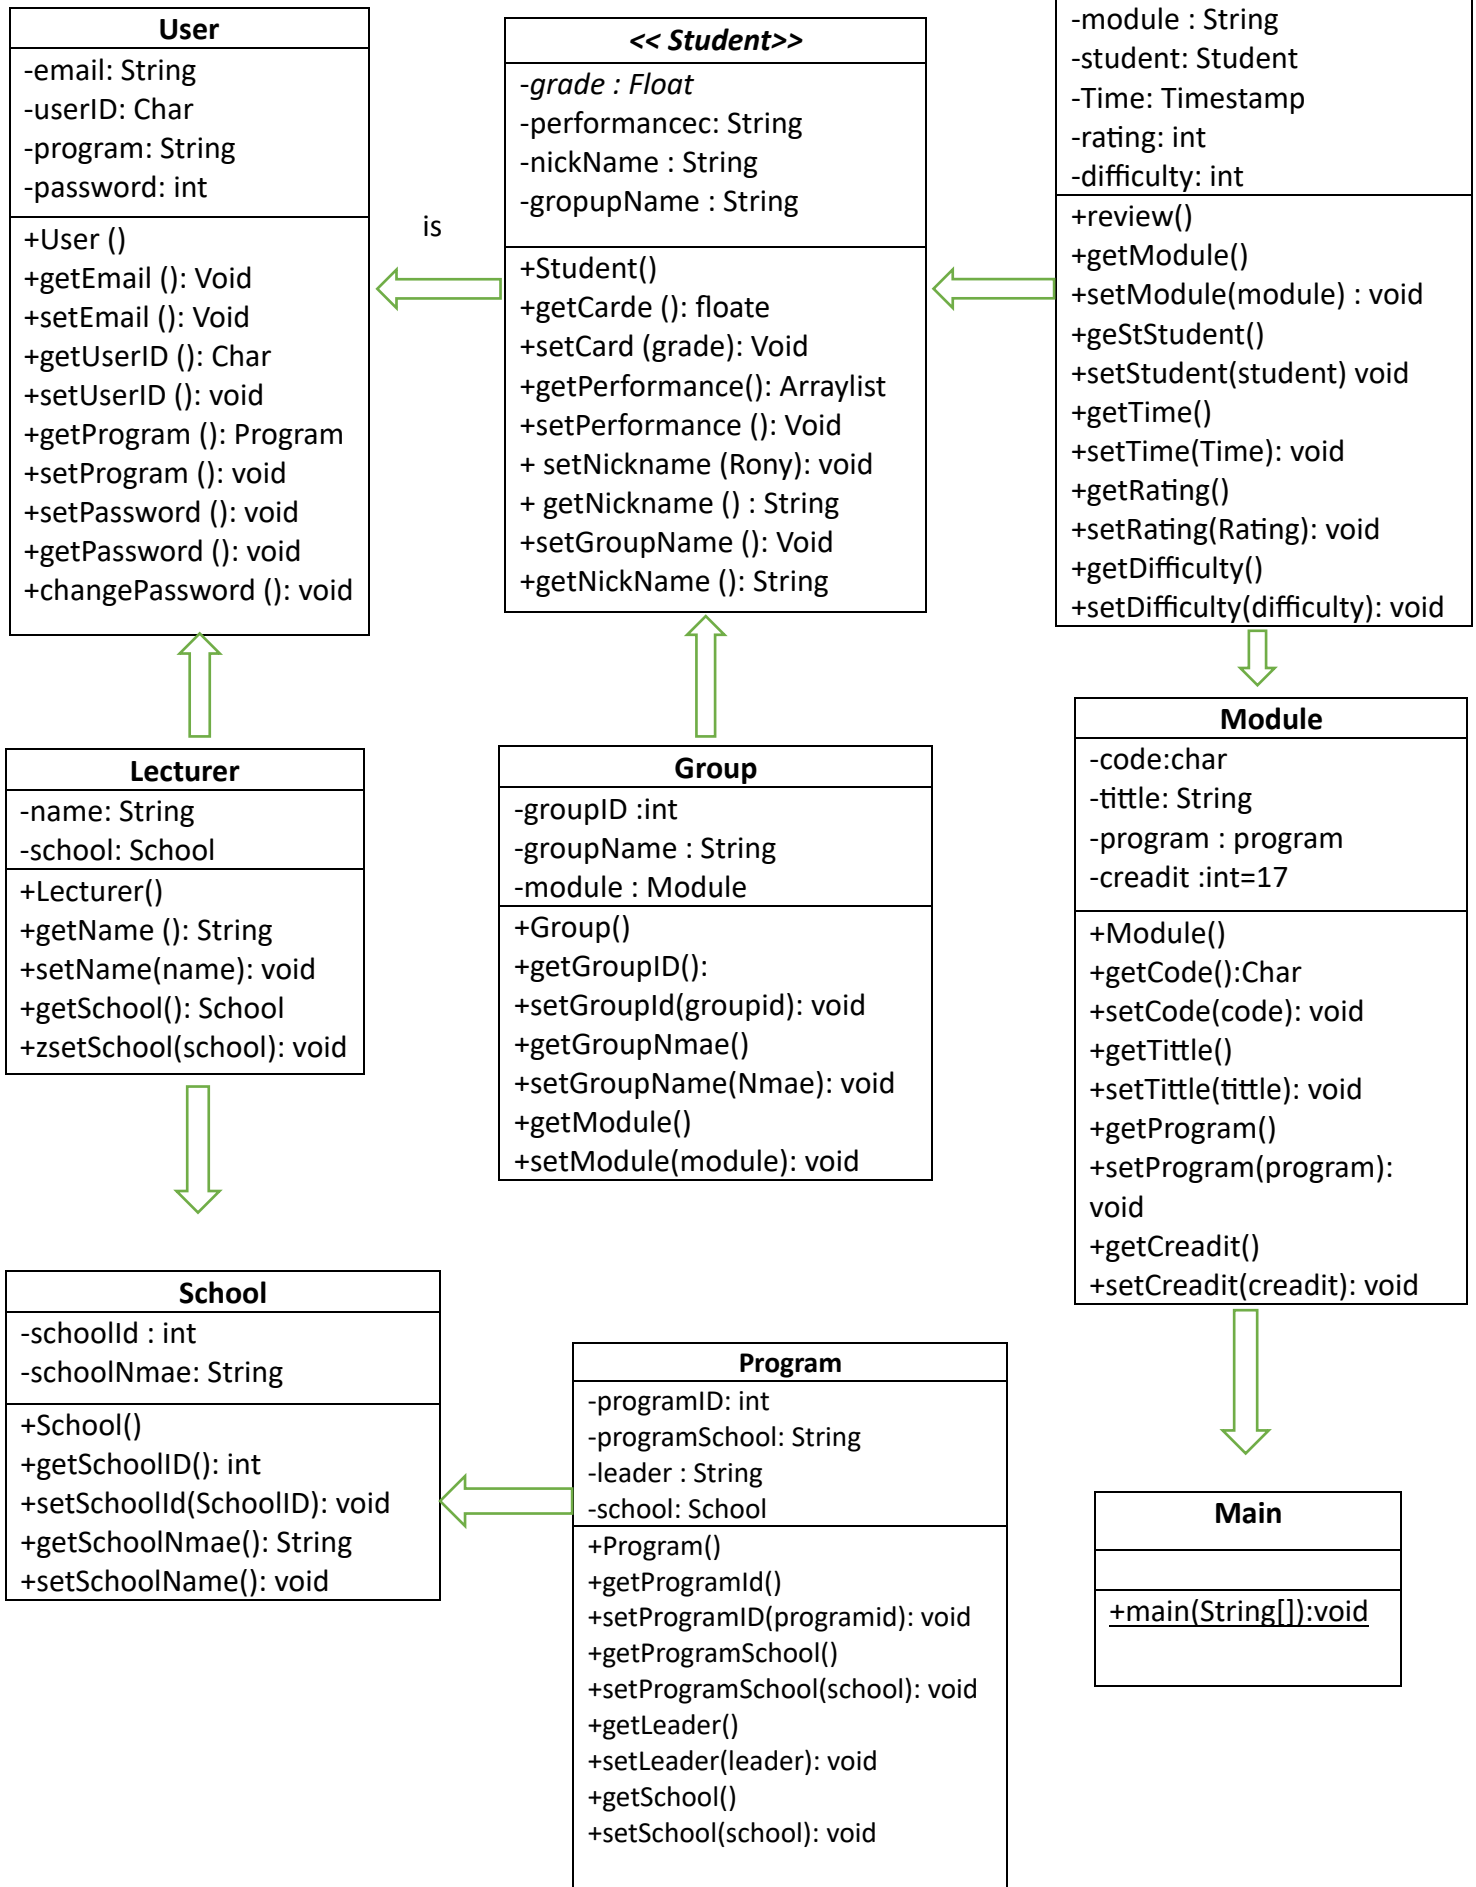 User
-email: String
-userID: Char
-program: String
-password: int
+User ()
+getEmail (): Void
+setEmail (): Void
+getUserID (): Char
+setUserID (): void
+getProgram (): Program
+setProgram (): void
+setPassword (): void
+getPassword (): void
+changePassword (): void
is
<< Student>>
-grade : Float
-performancec: String
-nickName : String
-gropupName : String
+Student()
+getCarde (): floate
+setCard (grade): Void
+getPerformance(): Arraylist
+setPerformance (): Void
+ setNickname (Rony): void
+ getNickname () : String
+setGroupName (): Void
+getNickName (): String
-module : String
-student: Student
-Time: Timestamp
-rating: int
-difficulty: int
+review()
+getModule()
+setModule(module) : void
+geStStudent()
+setStudent(student) void
+getTime()
+setTime(Time): void
+getRating()
+setRating(Rating): void
+getDifficulty()
+setDifficulty(difficulty): void
Lecturer
-name: String
-school: School
+Lecturer()
+getName (): String
+setName(name): void
+getSchool(): School
+zsetSchool(school): void
Group
-groupID :int
-groupName : String
-module : Module
+Group()
+getGroupID():
+setGroupId(groupid): void
+getGroupNmae()
+setGroupName(Nmae): void
+getModule()
+setModule(module): void
Module
-code:char
-tittle: String
-program : program
-creadit :int=17
+Module()
+getCode():Char
+setCode(code): void
+getTittle()
+setTittle(tittle): void
+getProgram()
+setProgram(program):
void
+getCreadit()
+setCreadit(creadit): void
School
-schoolId : int
-schoolNmae: String
+School()
+getSchoolID(): int
+setSchoolId(SchoolID): void
+getSchoolNmae(): String
+setSchoolName(): void
Program
-programID: int
-programSchool: String
-leader : String
-school: School
+Program()
+getProgramId()
+setProgramID(programid): void
+getProgramSchool()
+setProgramSchool(school): void
+getLeader()
+setLeader(leader): void
+getSchool()
+setSchool(school): void
Main
+main(String[]):void